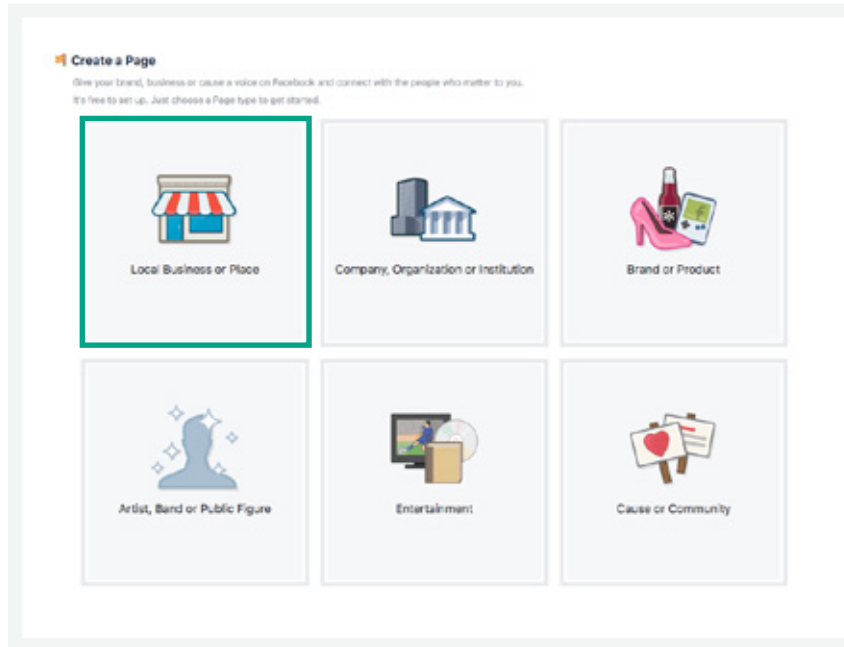 Create a Page
Give your brand, business or cause a voice on Facebook and connect with the people who matter to you.
It's free to set up. Just choose a Page type to get started.
Local Business or Place
Company, Organization or Institution
Brand or Product
Artist, Band or Public Figure
Entertainment
Cause or Community